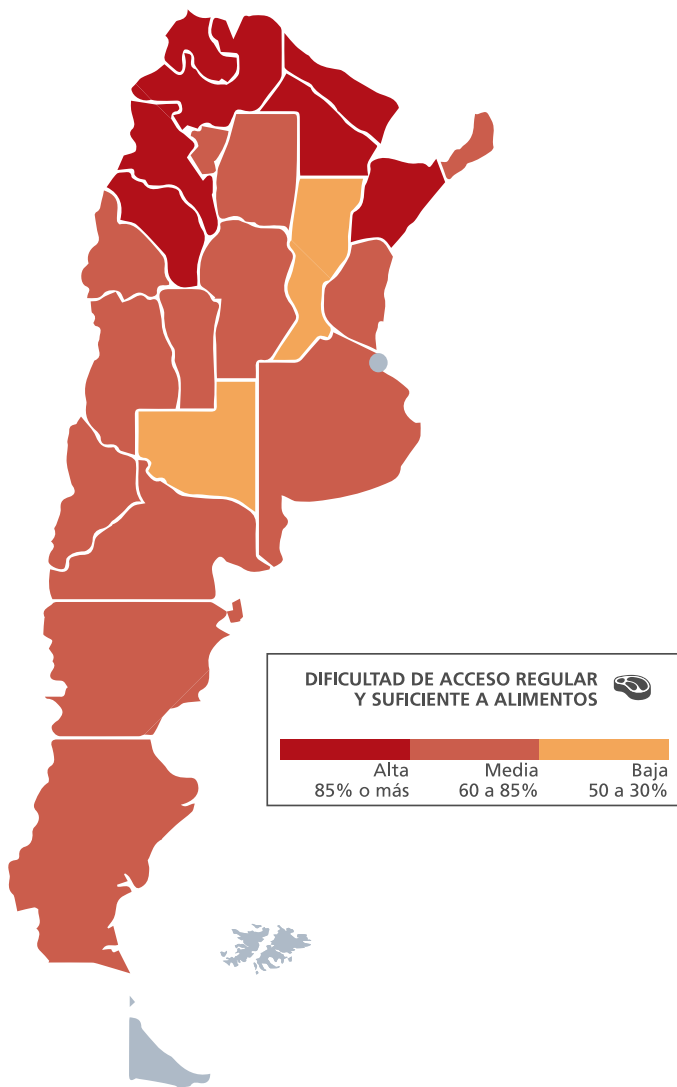 DIFICULTAD DE ACCESO REGULAR
Y SUFICIENTE A ALIMENTOS
Alta
85% o más
Media
60 a 85%
Baja
50 a 30%